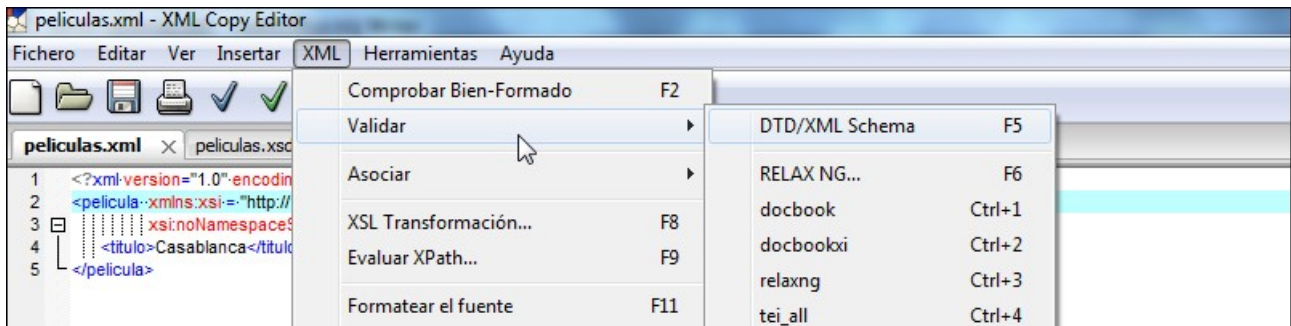 peliculas.xml - XML Copy Editor
Fichero Editar Ver Insertar XML Herramientas Ayuda
Comprobar Bien-Formado F2
Validar
Asociar
XSL Transformación... F8
Evaluar XPath... F9
Formatear el fuente F11
DTD/XML Schema F5
RELAX NG... F6
docbook Ctrl+1
docbookxi Ctrl+2
relaxng Ctrl+3
tei_all Ctrl+4
peliculas.xml peliculas.xsd
1 <?xml·version="1.0"·encodin
2 <pelicula··xmlns:xsi·=·"http://
3 xsi:noNamespaceS
4 <titulo>Casablanca</titulo
5 </pelicula>